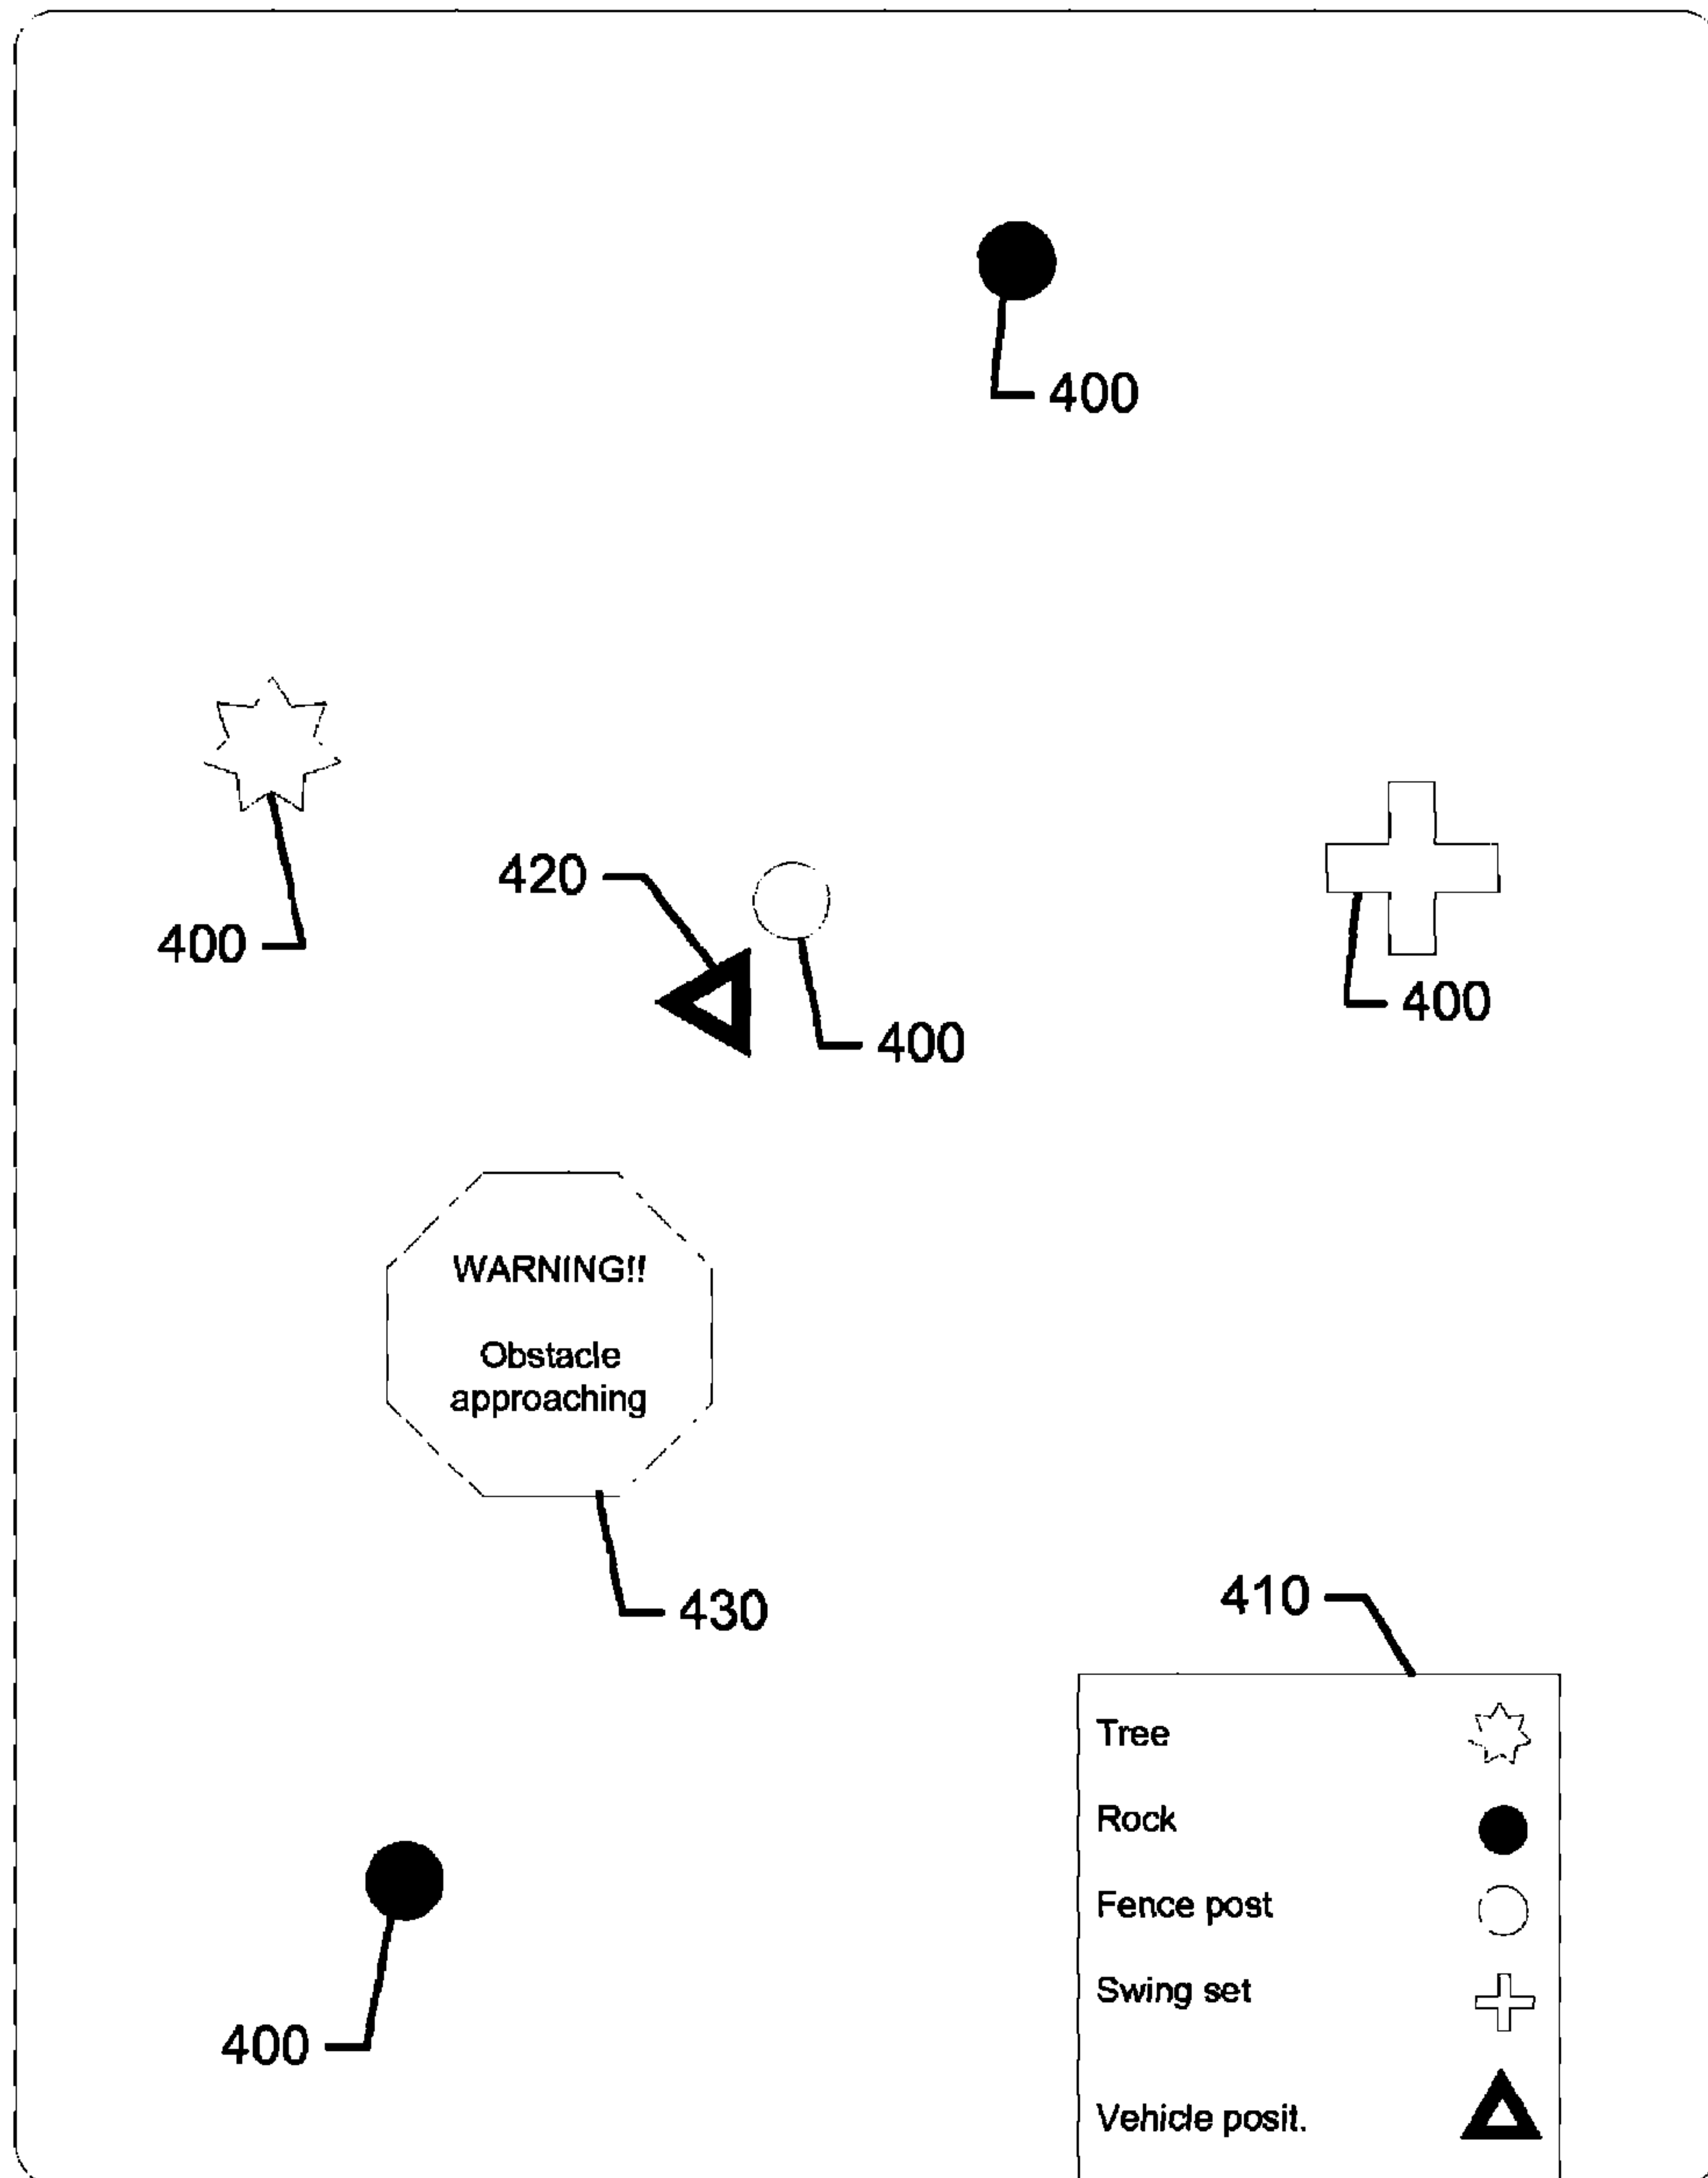 400
420
400
400
400
WARNING!!
Obstacle
approaching
430
410
Tree
Rock
Fence post
Swing set
Vehicle posit.
400